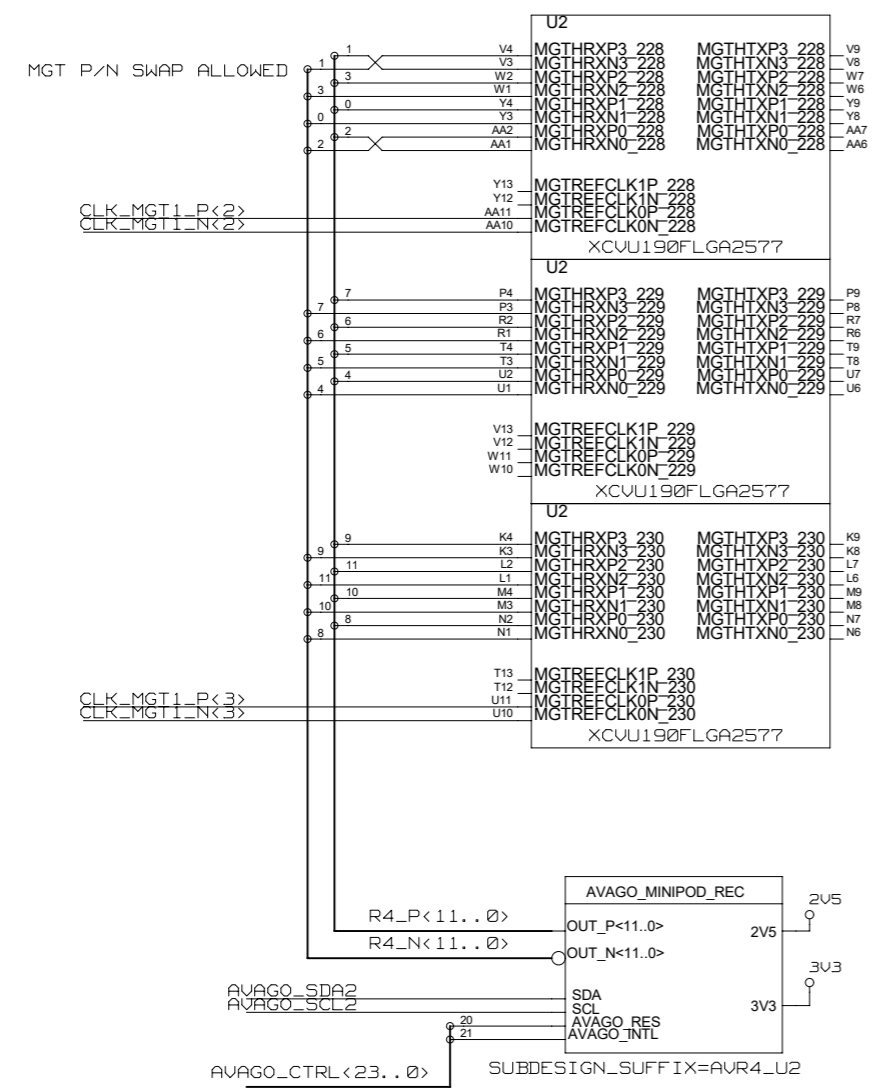 U2
1 V4 MGTHRXP3_228 MGTHTXP3_228 V9
MGT P/N SWAP ALLOWED 1 V3 MGTHRXN3_228 MGTHTXN3_228 V8
3 W2 MGTHRXP2_228 MGTHTXP2_228 W7
3 W1 MGTHRXN2_228 MGTHTXN2_228 W6
0 Y4 MGTHRXP1_228 MGTHTXP1_228 Y9
0 Y3 MGTHRXN1_228 MGTHTXN1_228 Y8
2 AA2 MGTHRXP0_228 MGTHTXP0_228 AA7
2 AA1 MGTHRXN0_228 MGTHTXN0_228 AA6
Y13 MGTREFCLK1P_228
Y12 MGTREFCLK1N_228
CLK_MGT1_P<2> AA11 MGTREFCLK0P_228
CLK_MGT1_N<2> AA10 MGTREFCLK0N_228
XCVU190FLGA2577
U2
7 P4 MGTHRXP3_229 MGTHTXP3_229 P9
7 P3 MGTHRXN3_229 MGTHTXN3_229 P8
6 R2 MGTHRXP2_229 MGTHTXP2_229 R7
6 R1 MGTHRXN2_229 MGTHTXN2_229 R6
5 T4 MGTHRXP1_229 MGTHTXP1_229 T9
5 T3 MGTHRXN1_229 MGTHTXN1_229 T8
4 U2 MGTHRXP0_229 MGTHTXP0_229 U7
4 U1 MGTHRXN0_229 MGTHTXN0_229 U6
V13 MGTREFCLK1P_229
V12 MGTREFCLK1N_229
W11 MGTREFCLK0P_229
W10 MGTREFCLK0N_229
XCVU190FLGA2577
U2
9 K4 MGTHRXP3_230 MGTHTXP3_230 K9
9 K3 MGTHRXN3_230 MGTHTXN3_230 K8
11 L2 MGTHRXP2_230 MGTHTXP2_230 L7
11 L1 MGTHRXN2_230 MGTHTXN2_230 L6
10 M4 MGTHRXP1_230 MGTHTXP1_230 M9
10 M3 MGTHRXN1_230 MGTHTXN1_230 M8
8 N2 MGTHRXP0_230 MGTHTXP0_230 N7
8 N1 MGTHRXN0_230 MGTHTXN0_230 N6
T13 MGTREFCLK1P_230
T12 MGTREFCLK1N_230
CLK_MGT1_P<3> U11 MGTREFCLK0P_230
CLK_MGT1_N<3> U10 MGTREFCLK0N_230
XCVU190FLGA2577
AVAGO_MINIPOD_REC
2V5
R4_P<11..0> OUT_P<11..0> 2V5
R4_N<11..0> OUT_N<11..0>
3V3
AVAGO_SDA2 SDA
AVAGO_SCL2 SCL 3V3
20 AVAGO_RES
21 AVAGO_INTL
AVAGO_CTRL<23..0> SUBDESIGN_SUFFIX=AVR4_U2